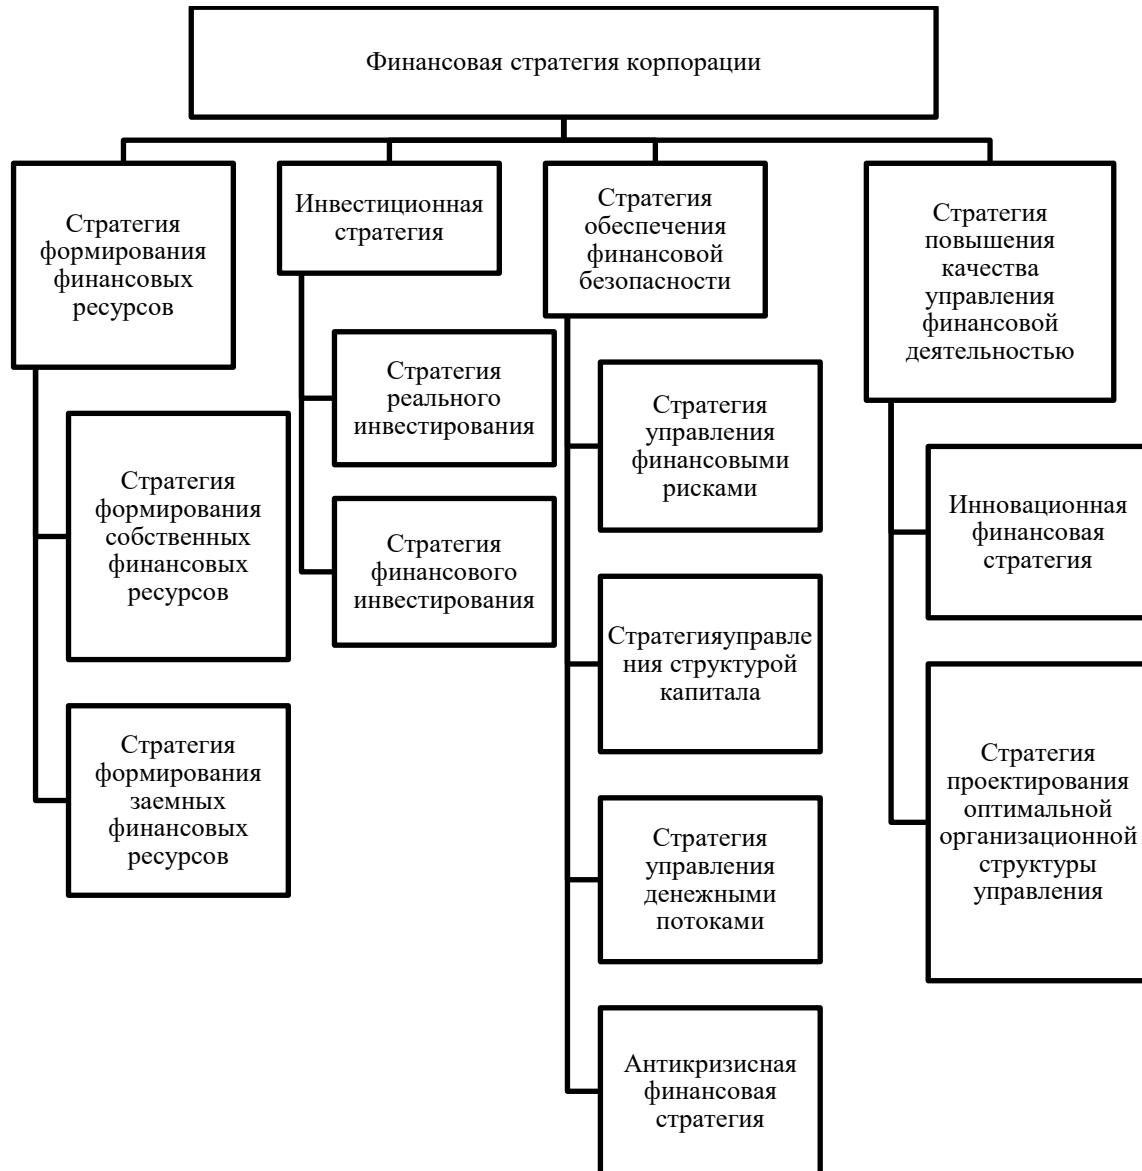 Финансовая стратегия корпорации
Стратегия
формирования
финансовых
ресурсов
Стратегия
формирования
собственных
финансовых
ресурсов
Стратегия
формирования
заемных
финансовых
ресурсов
Инвестиционная
стратегия
Стратегия
реального
инвестирования
Стратегия
финансового
инвестирования
Стратегия
обеспечения
финансовой
безопасности
Стратегия
управления
финансовыми
рисками
Стратегияуправле
ния структурой
капитала
Стратегия
управления
денежными
потоками
Антикризисная
финансовая
стратегия
Стратегия
повышения
качества
управления
финансовой
деятельностью
Инновационная
финансовая
стратегия
Стратегия
проектирования
оптимальной
организационной
структуры
управления